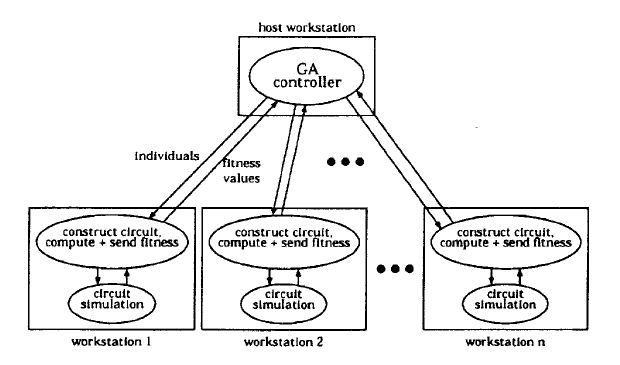 host workstation
GA
controller
individuals
fitness
values
construct circuit,
compute + send fitness
circuit
simulation
workstation 1
construct circuit,
compute + send fitness
circuit
simulation
workstation 2
construct circuit,
compute + send fitness
circuit
simulation
workstation n